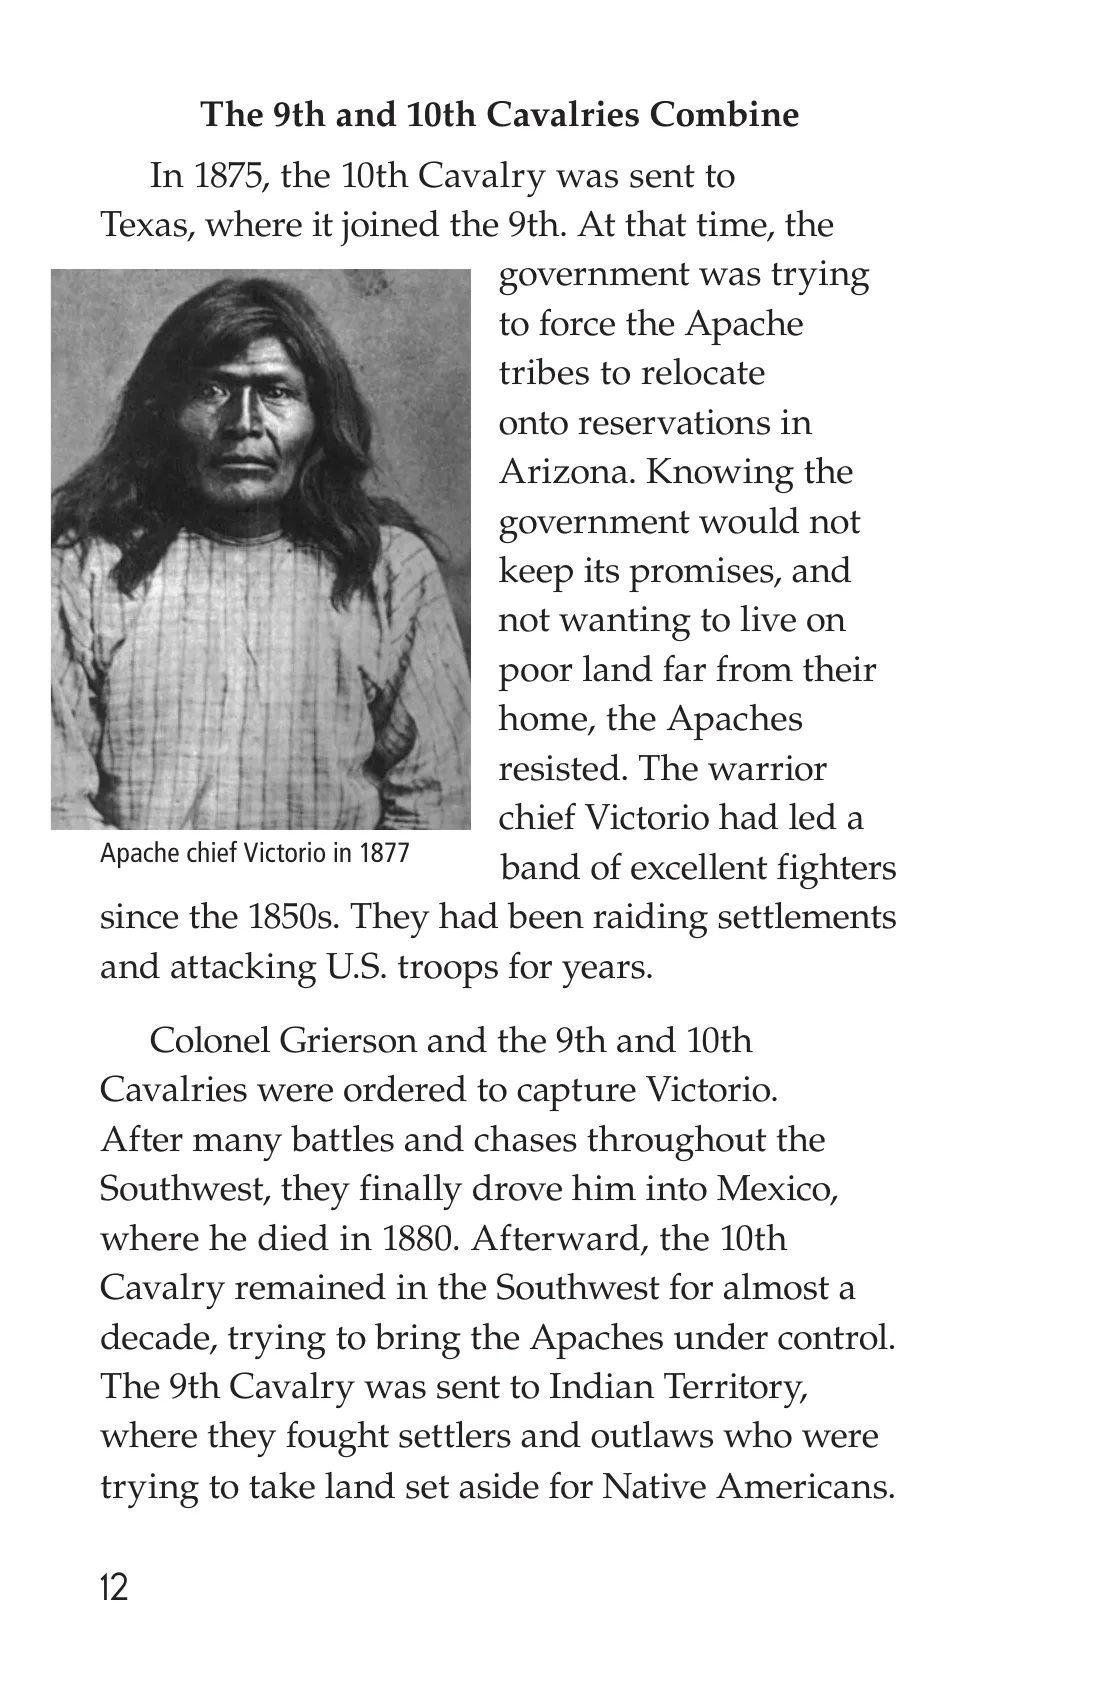 The 9th and 10th Cavalries Combine
In 1875, the 10th Cavalry was sent to
Texas, where it joined the 9th. At that time, the
government was trying
to force the Apache
tribes to relocate
onto reservations in
Arizona. Knowing the
government would not
keep its promises, and
not wanting to live on
poor land far from their
home, the Apaches
resisted. The warrior
chief Victorio had led a
band of excellent fighters
since the 1850s. They had been raiding settlements
and attacking U.S. troops for years.
Apache chief Victorio in 1877
Colonel Grierson and the 9th and 10th
Cavalries were ordered to capture Victorio.
After many battles and chases throughout the
Southwest, they finally drove him into Mexico,
where he died in 1880. Afterward, the 10th
Cavalry remained in the Southwest for almost a
decade, trying to bring the Apaches under control.
The 9th Cavalry was sent to Indian Territory,
where they fought settlers and outlaws who were
trying to take land set aside for Native Americans.
12